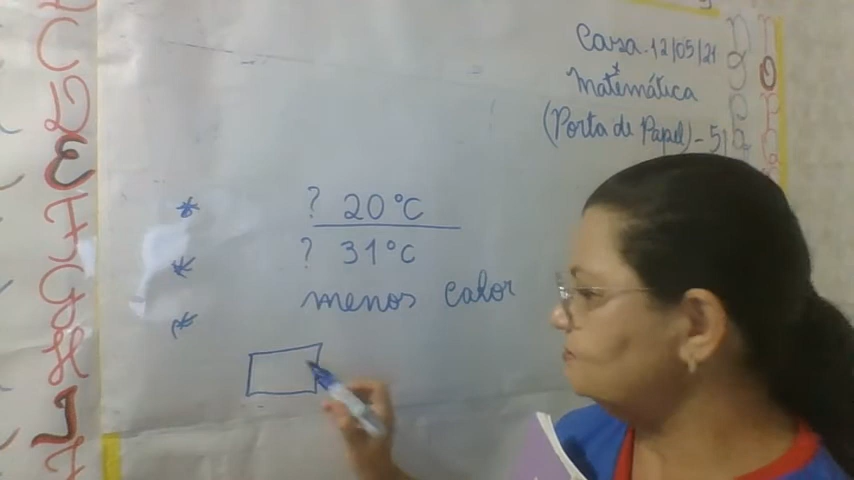 Casa. 12/05/21
Matemática
(Porta de Papel) - 51
* ? 20°C
* ? 31°C
menos calor
*